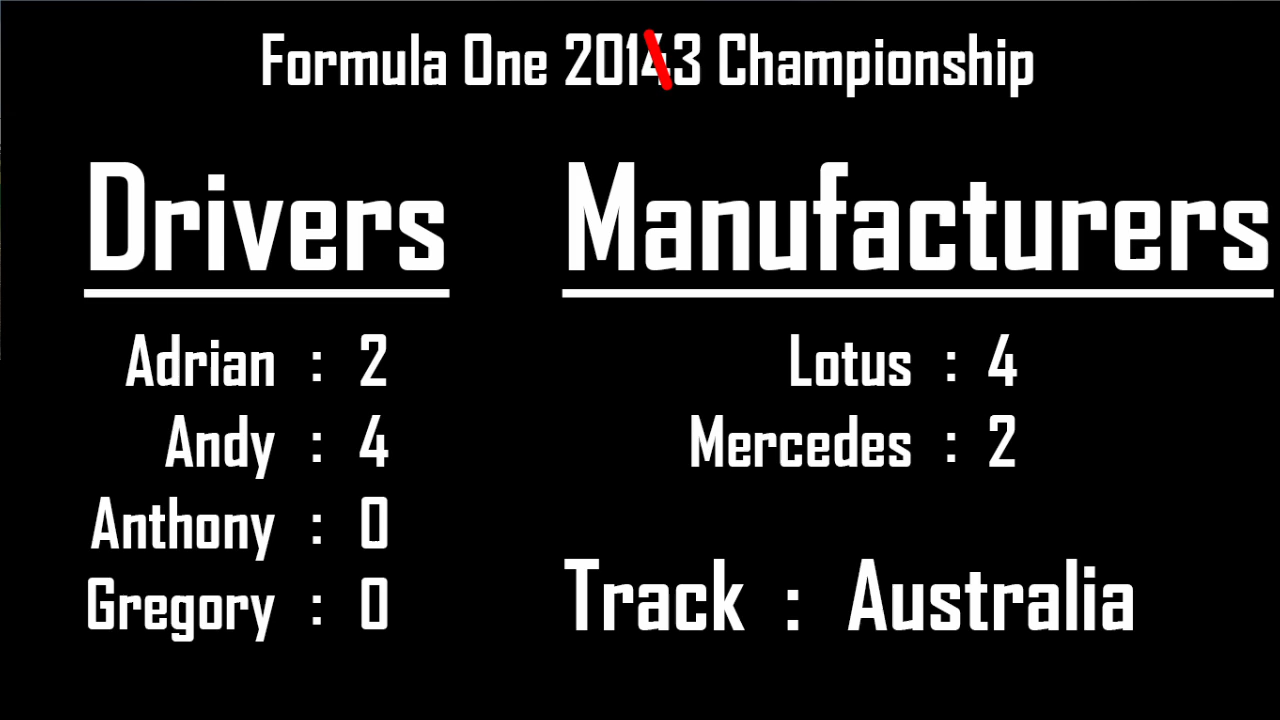 Formula One 20143 Championship
Drivers
Adrian : 2
Andy : 4
Anthony : 0
Gregory : 0
Manufacturers
Lotus : 4
Mercedes : 2
Track : Australia